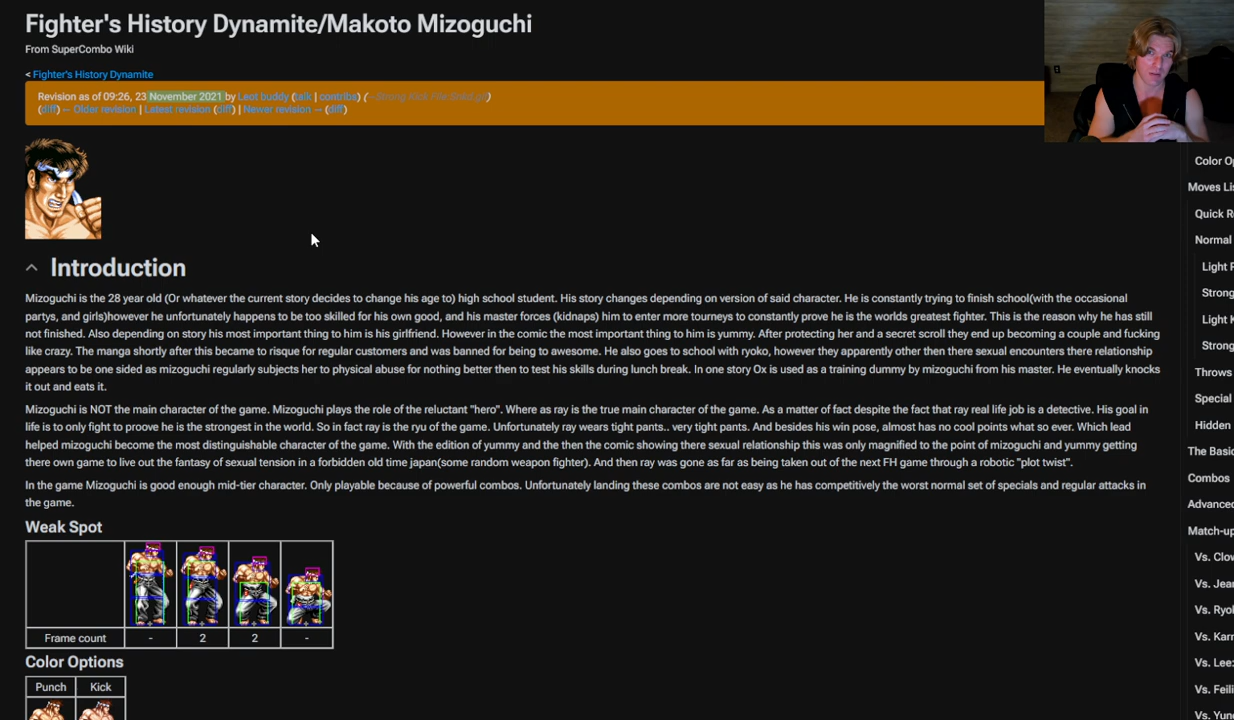 Fighter's History Dynamite/Makoto Mizoguchi
From SuperCombo Wiki
< Fighter's History Dynamite
Revision as of 09:26, 23 November 2021 by Leot buddy (talk | contribs)
(diff) ← Older revision | Latest revision (diff) | Newer revision → (diff)
Introduction
Mizoguchi is the 28 year old (Or whatever the current story decides to change his age to) high school student. His story changes depending on version of said character. He is constantly trying to finish school(with the occasional
partys, and girls)however he unfortunately happens to be too skilled for his own good, and his master forces (kidnaps) him to enter more tourneys to constantly prove he is the worlds greatest fighter. This is the reason why he has still
not finished. Also depending on story his most important thing to him is his girlfriend. However in the comic the most important thing to him is yummy. After protecting her and a secret scroll they end up becoming a couple and fucking
like crazy. The manga shortly after this became to risque for regular customers and was banned for being to awesome. He also goes to school with ryoko, however they apparently other then there sexual encounters there relationship
appears to be one sided as mizoguchi regularly subjects her to physical abuse for nothing better then to test his skills during lunch break. In one story Ox is used as a training dummy by mizoguchi from his master. He eventually knocks
it out and eats it.
Mizoguchi is NOT the main character of the game. Mizoguchi plays the role of the reluctant "hero". Where as ray is the true main character of the game. As a matter of fact despite the fact that ray real life job is a detective. His goal in
life is to only fight to proove he is the strongest in the world. So in fact ray is the ryu of the game. Unfortunately ray wears tight pants.. very tight pants. And besides his win pose, almost has no cool points what so ever. Which lead
helped mizoguchi become the most distinguishable character of the game. With the edition of yummy and the then the comic showing there sexual relationship this was only magnified to the point of mizoguchi and yummy getting
there own game to live out the fantasy of sexual tension in a forbidden old time japan(some random weapon fighter). And then ray was gone as far as being taken out of the next FH game through a robotic "plot twist".
In the game Mizoguchi is good enough mid-tier character. Only playable because of powerful combos. Unfortunately landing these combos are not easy as he has competitively the worst normal set of specials and regular attacks in
the game.
Weak Spot
Frame count - 2 2 -
Color Options
Punch Kick
Color Op
Moves Lis
Quick Re
Normal
Light P
Strong
Light K
Strong
Throws
Special
Hidden
The Basic
Combos
Advanced
Match-up
Vs. Clow
Vs. Jean
Vs. Ryol
Vs. Karn
Vs. Lee:
Vs. Feili
Vs. Yung